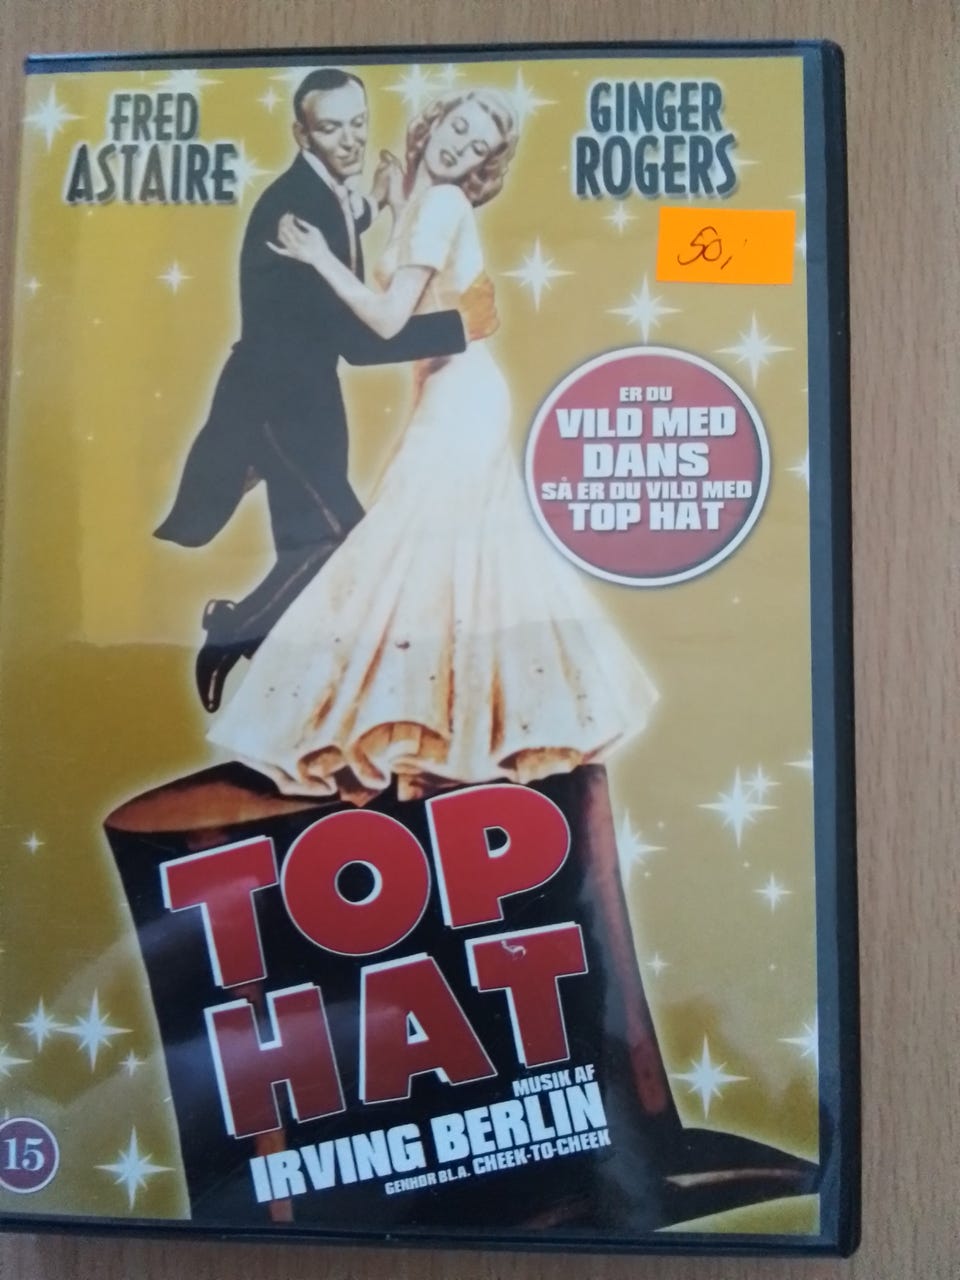 FRED
ASTAIRE
GINGER
ROGERS
50,
ER DU
VILD MED
DANS
SÅ ER DU VILD MED
TOP HAT
TOP
HAT
MUSIK AF
IRVING BERLIN
GENHØR BL.A. CHEEK-TO-CHEEK
15